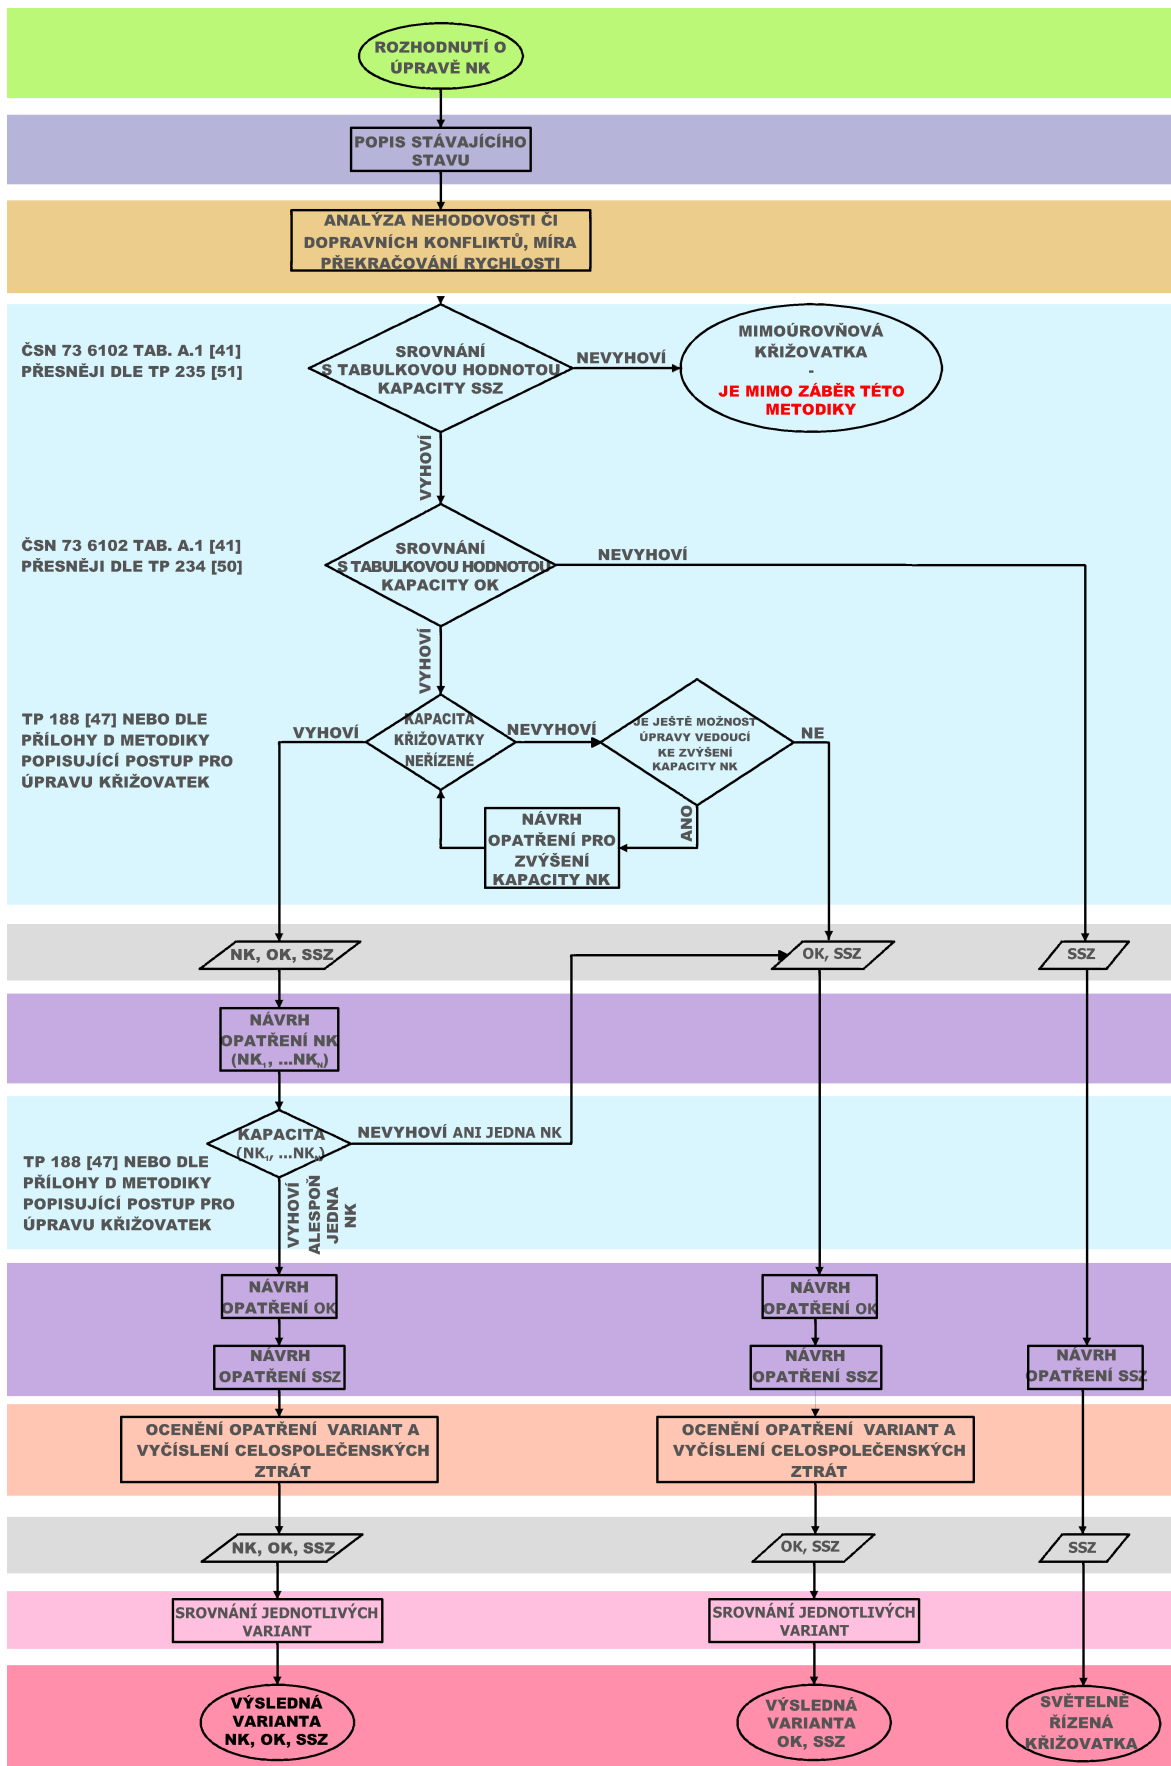 ROZHODNUTÍ O
ÚPRAVĚ NK
POPIS STÁVAJÍCÍHO
STAVU
ANALÝZA NEHODOVOSTI ČI
DOPRAVNÍCH KONFLIKTŮ, MÍRA
PŘEKRAČOVÁNÍ RYCHLOSTI
ČSN 73 6102 TAB. A.1 [41]
PŘESNĚJI DLE TP 235 [51]
SROVNÁNÍ
S TABULKOVOU HODNOTOU
KAPACITY SSZ
NEVYHOVÍ
MIMOÚROVŇOVÁ
KŘIŽOVATKA
-
JE MIMO ZÁBĚR TÉTO
METODIKY
VYHOVÍ
ČSN 73 6102 TAB. A.1 [41]
PŘESNĚJI DLE TP 234 [50]
SROVNÁNÍ
S TABULKOVOU HODNOTOU
KAPACITY OK
NEVYHOVÍ
VYHOVÍ
TP 188 [47] NEBO DLE
PŘÍLOHY D METODIKY
POPISUJÍCÍ POSTUP PRO
ÚPRAVU KŘIŽOVATEK
VYHOVÍ
KAPACITA
KŘIŽOVATKY
NEŘÍZENÉ
NEVYHOVÍ
JE JEŠTĚ MOŽNOST
ÚPRAVY VEDOUCÍ
KE ZVÝŠENÍ
KAPACITY NK
NE
ANO
NÁVRH
OPATŘENÍ PRO
ZVÝŠENÍ
KAPACITY NK
NK, OK, SSZ
OK, SSZ
SSZ
NÁVRH
OPATŘENÍ NK
(NK₁, ...NKₙ)
KAPACITA
(NK₁, ...NKₙ)
NEVYHOVÍ ANI JEDNA NK
TP 188 [47] NEBO DLE
PŘÍLOHY D METODIKY
POPISUJÍCÍ POSTUP PRO
ÚPRAVU KŘIŽOVATEK
VYHOVÍ
ALESPOŇ
JEDNA
NK
NÁVRH
OPATŘENÍ OK
NÁVRH
OPATŘENÍ OK
NÁVRH
OPATŘENÍ SSZ
NÁVRH
OPATŘENÍ SSZ
NÁVRH
OPATŘENÍ SSZ
OCENĚNÍ OPATŘENÍ VARIANT A
VYČÍSLENÍ CELOSPOLEČENSKÝCH
ZTRÁT
OCENĚNÍ OPATŘENÍ VARIANT A
VYČÍSLENÍ CELOSPOLEČENSKÝCH
ZTRÁT
NK, OK, SSZ
OK, SSZ
SSZ
SROVNÁNÍ JEDNOTLIVÝCH
VARIANT
SROVNÁNÍ JEDNOTLIVÝCH
VARIANT
VÝSLEDNÁ
VARIANTA
NK, OK, SSZ
VÝSLEDNÁ
VARIANTA
OK, SSZ
SVĚTELNĚ
ŘÍZENÁ
KŘIŽOVATKA